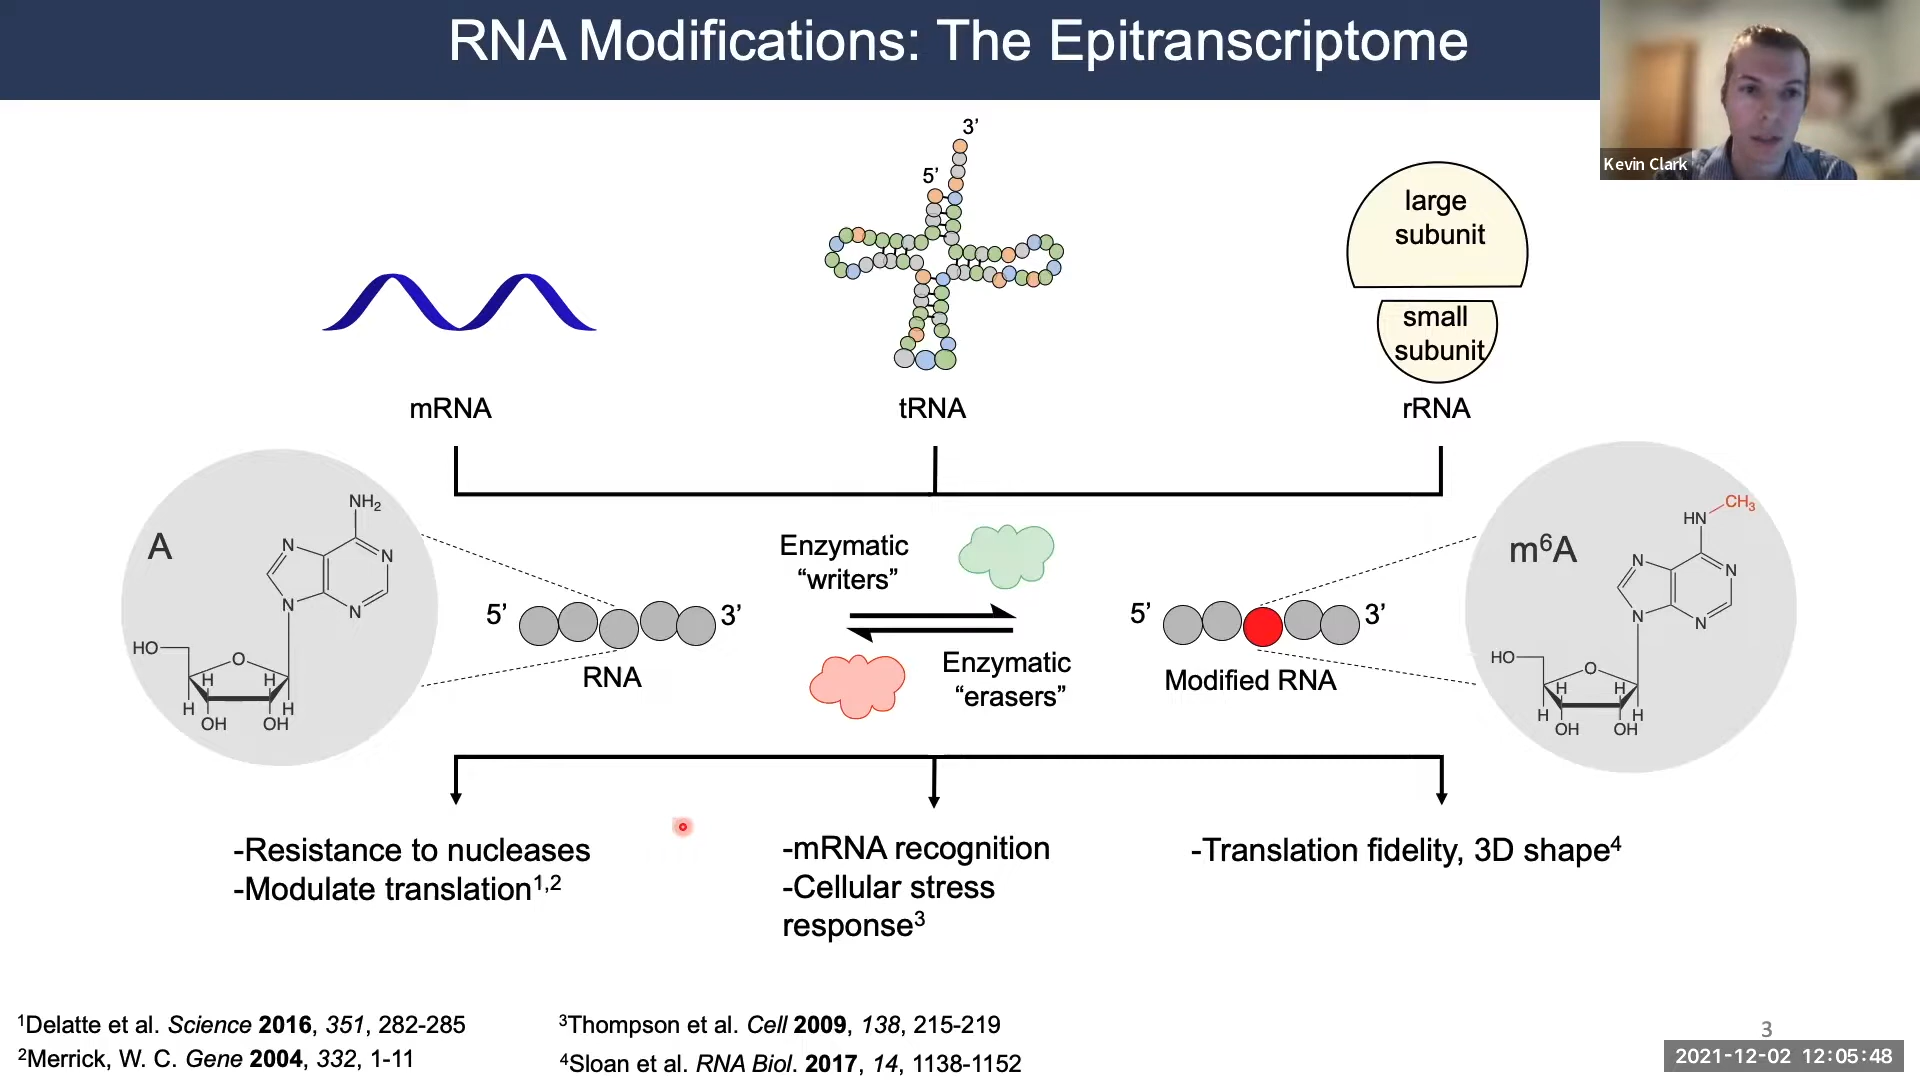 RNA Modifications: The Epitranscriptome
Kevin Clark
3’
5’
large
subunit
small
subunit
mRNA
tRNA
rRNA
A
NH₂
N
N
N
N
HO
O
H
H
H
H
OH
OH
Enzymatic
“writers”
5’
3’
RNA
Enzymatic
“erasers”
5’
3’
Modified RNA
m⁶A
CH₃
HN
N
N
N
N
HO
O
H
H
H
H
OH
OH
-Resistance to nucleases
-Modulate translation¹,²
-mRNA recognition
-Cellular stress
response³
-Translation fidelity, 3D shape⁴
¹Delatte et al. Science 2016, 351, 282-285
²Merrick, W. C. Gene 2004, 332, 1-11
³Thompson et al. Cell 2009, 138, 215-219
⁴Sloan et al. RNA Biol. 2017, 14, 1138-1152
3
2021-12-02 12:05:48